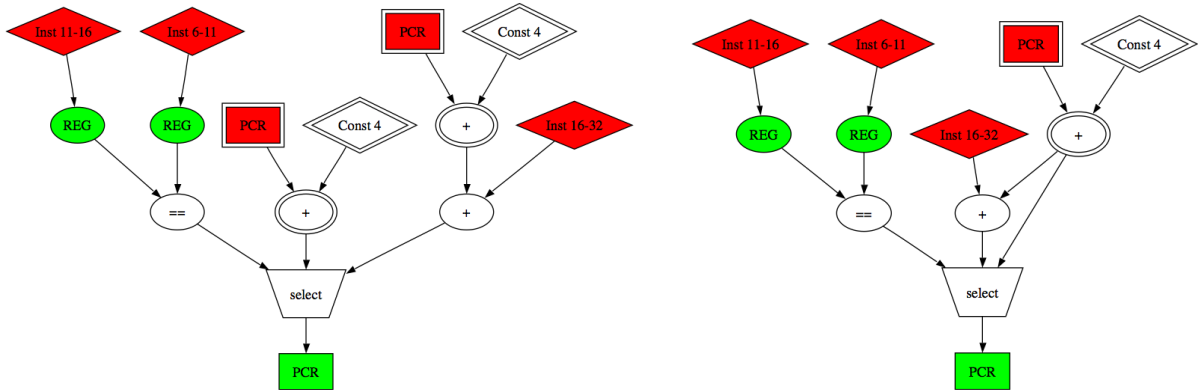 Inst 11-16
Inst 6-11
PCR
Const 4
REG
REG
PCR
Const 4
+
Inst 16-32
==
+
+
select
PCR
Inst 11-16
Inst 6-11
PCR
Const 4
REG
REG
Inst 16-32
+
==
+
select
PCR